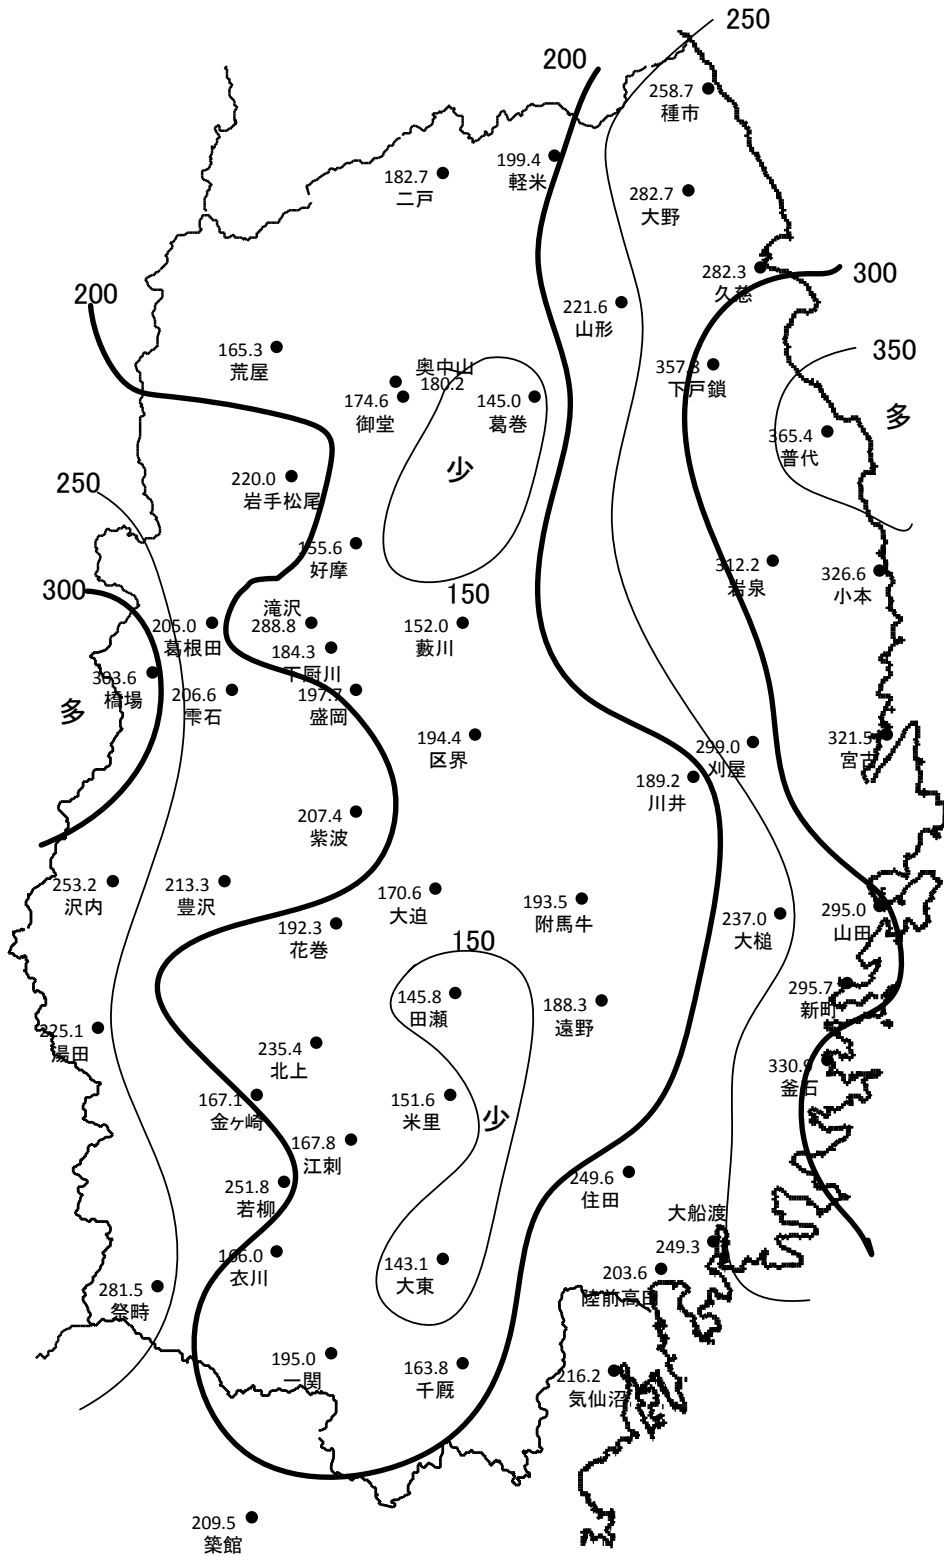 250
200
258.7
種市
199.4
軽米
182.7
二戸
282.7
大野
282.3
久慈
300
200
221.6
山形
165.3
荒屋
奥中山
180.2
174.6
御堂
145.0
葛巻
357.8
下戸鎖
350
多
365.4
普代
少
220.0
岩手松尾
250
155.6
好摩
150
312.2
岩泉
326.6
小本
300
205.0
葛根田
滝沢
288.8
184.3
下厨川
152.0
藪川
303.6
橋場
多
206.6
雫石
197.7
盛岡
194.4
区界
299.0
刈屋
321.5
宮古
189.2
川井
207.4
紫波
253.2
沢内
213.3
豊沢
170.6
大迫
193.5
附馬牛
237.0
大槌
295.0
山田
192.3
花巻
150
145.8
田瀬
188.3
遠野
295.7
新町
225.1
湯田
235.4
北上
330.9
釜石
167.1
金ヶ崎
151.6
米里
少
167.8
江刺
251.8
若柳
249.6
住田
大船渡
249.3
166.0
衣川
143.1
大東
203.6
陸前高田
281.5
祭畤
195.0
一関
163.8
千厩
216.2
気仙沼
209.5
築館